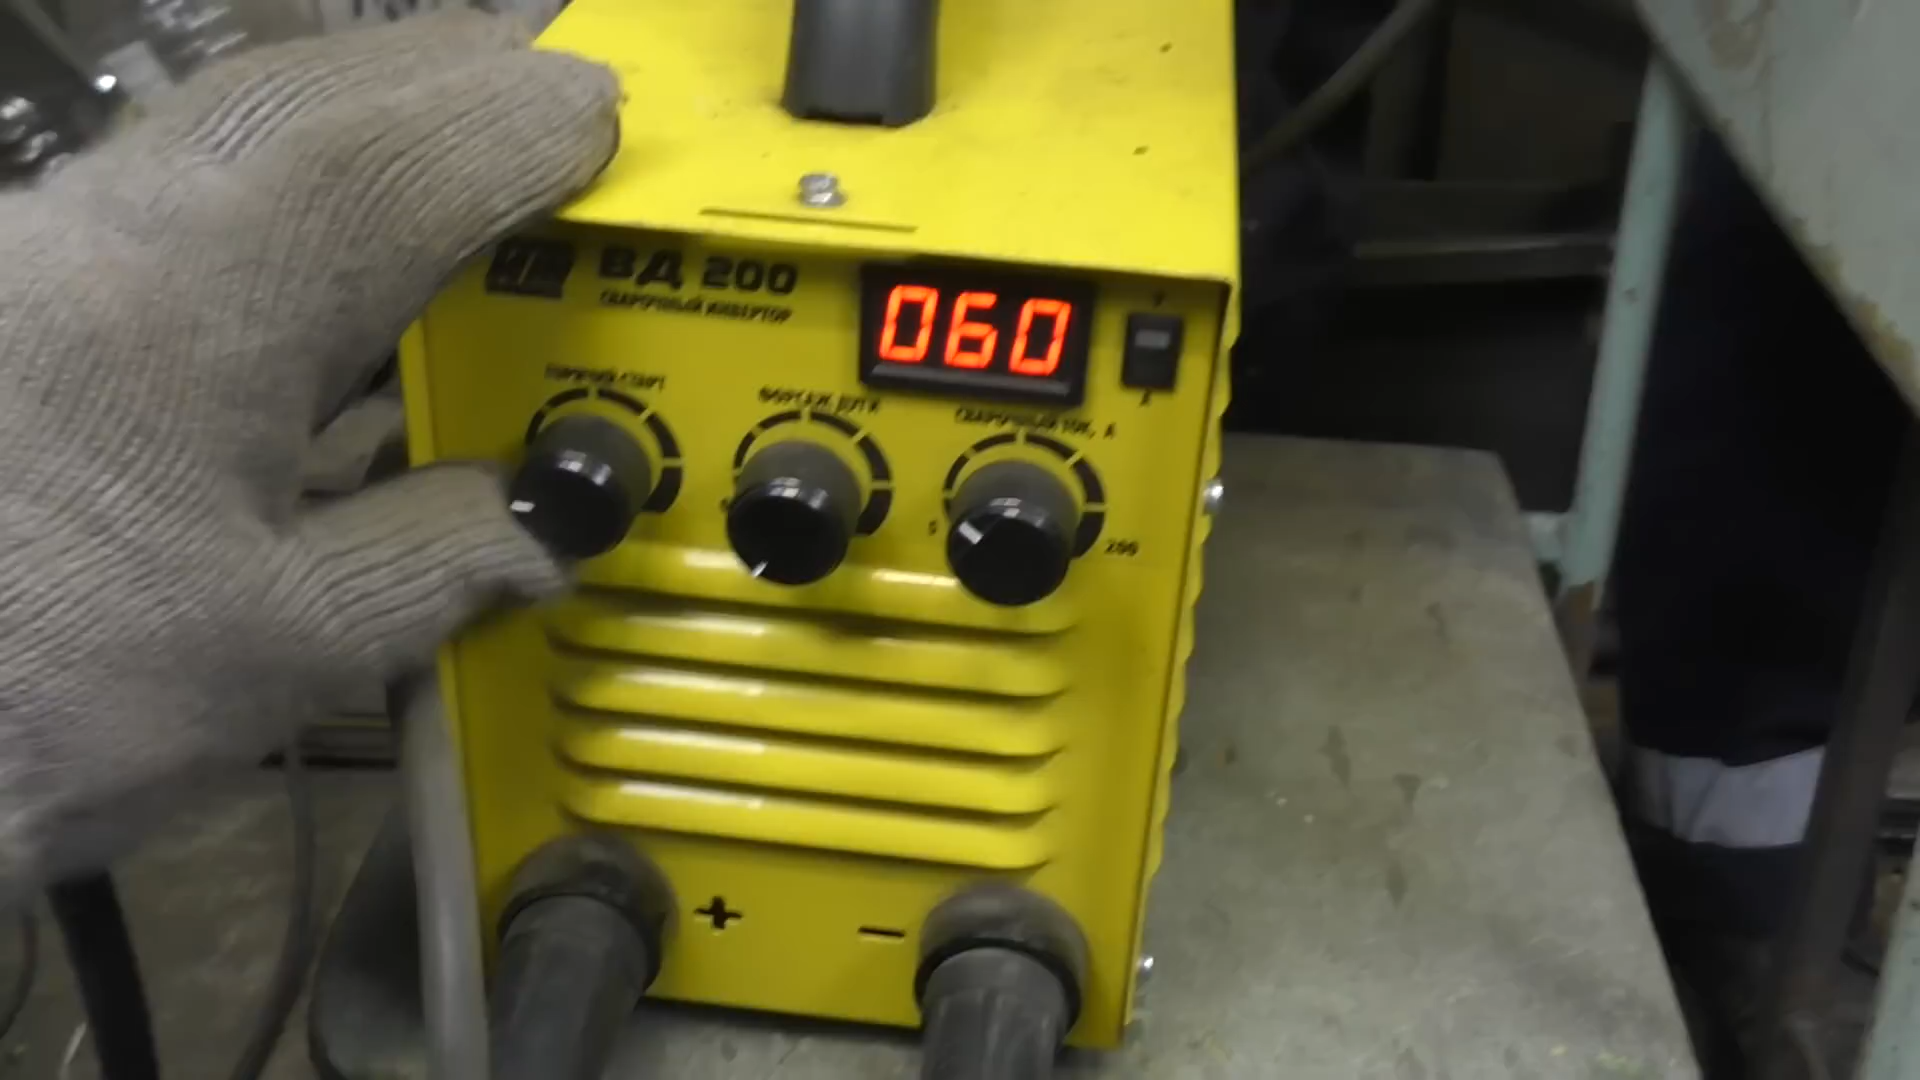 ВД 200
СВАРОЧНЫЙ ИНВЕРТОР
060
ГОРЯЧИЙ СТАРТ
ФОРСАЖ ДУГИ
СВАРОЧНЫЙ ТОК, А
5
200
+
−